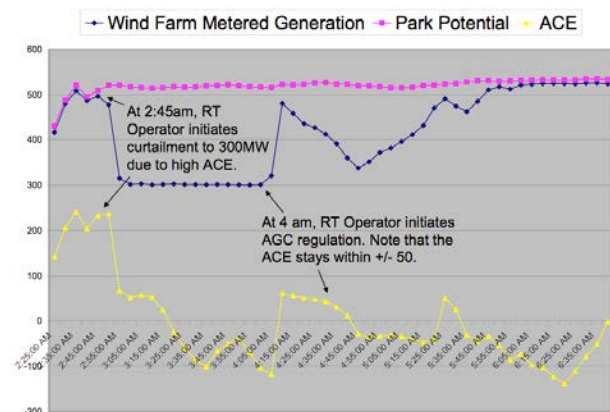 Wind Farm Metered Generation Park Potential ACE
600
500
400
300
200
100
0
-100
-200
At 2:45am, RT
Operator initiates
curtailment to 300MW
due to high ACE.
At 4 am, RT Operator initiates
AGC regulation. Note that the
ACE stays within +/- 50.
2:25:00 AM
2:35:00 AM
2:45:00 AM
2:55:00 AM
3:05:00 AM
3:15:00 AM
3:25:00 AM
3:35:00 AM
3:45:00 AM
3:55:00 AM
4:05:00 AM
4:15:00 AM
4:25:00 AM
4:35:00 AM
4:45:00 AM
4:55:00 AM
5:05:00 AM
5:15:00 AM
5:25:00 AM
5:35:00 AM
5:45:00 AM
5:55:00 AM
6:05:00 AM
6:15:00 AM
6:25:00 AM
6:35:00 AM